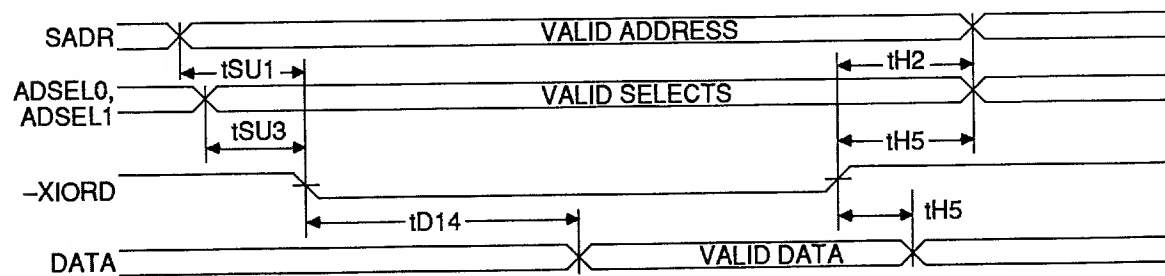 SADR
VALID ADDRESS
tSU1
tH2
ADSEL0,
ADSEL1
VALID SELECTS
tSU3
tH5
–XIORD
tD14
tH5
DATA
VALID DATA